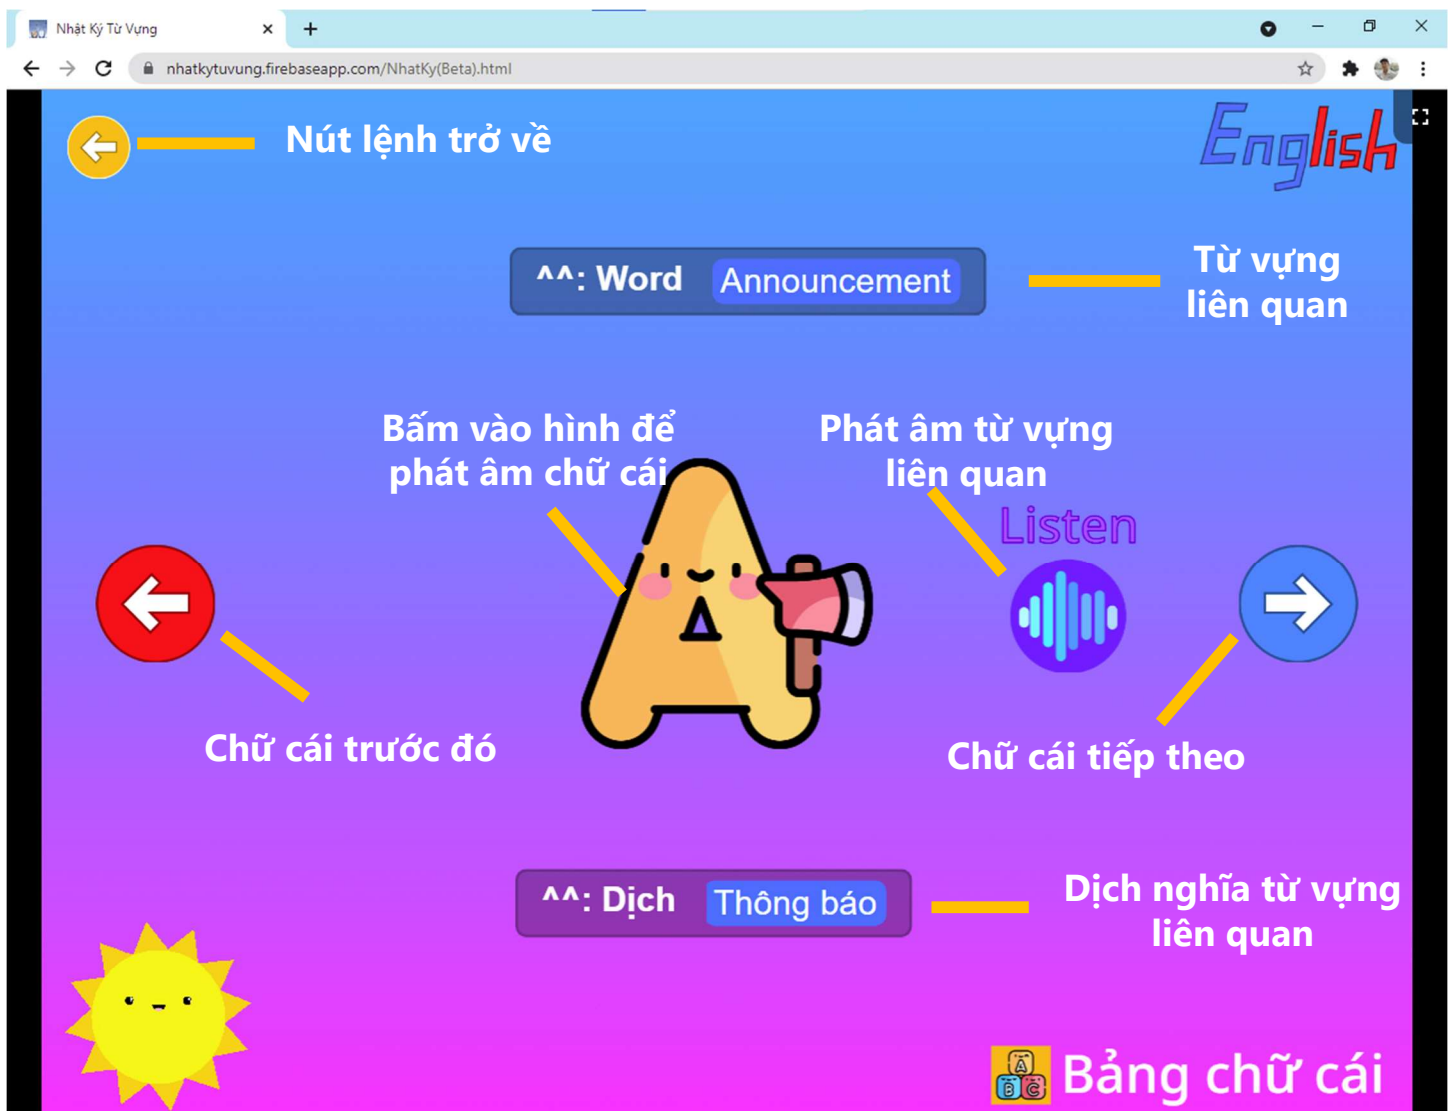 Nhật Ký Từ Vựng
nhatkytuvung.firebaseapp.com/NhatKy(Beta).html
Nút lệnh trở về
English
^^: Word Announcement
Từ vựng
liên quan
Bấm vào hình để
phát âm chữ cái
Phát âm từ vựng
liên quan
Listen
Chữ cái trước đó
Chữ cái tiếp theo
^^: Dịch Thông báo
Dịch nghĩa từ vựng
liên quan
A
B C
Bảng chữ cái